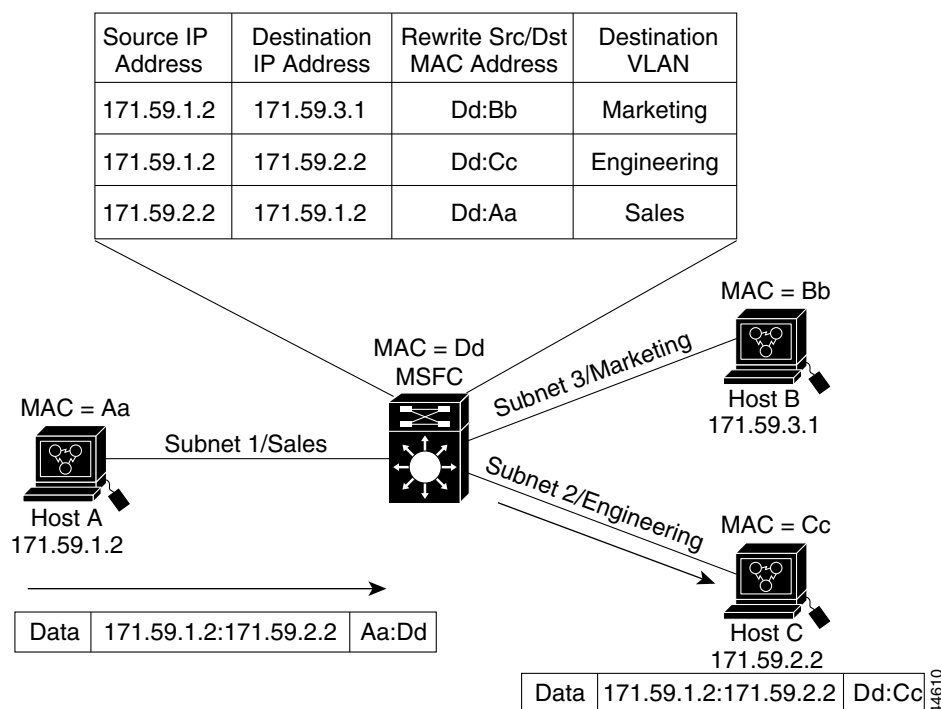 Source IP Address
Destination IP Address
Rewrite Src/Dst MAC Address
Destination VLAN
171.59.1.2 171.59.3.1 Dd:Bb Marketing
171.59.1.2 171.59.2.2 Dd:Cc Engineering
171.59.2.2 171.59.1.2 Dd:Aa Sales
MAC = Bb
MAC = Dd
MSFC
Subnet 3/Marketing
Host B
171.59.3.1
MAC = Aa
Subnet 1/Sales
Host A
171.59.1.2
Subnet 2/Engineering
MAC = Cc
Host C
171.59.2.2
Data 171.59.1.2:171.59.2.2 Aa:Dd
Data 171.59.1.2:171.59.2.2 Dd:Cc